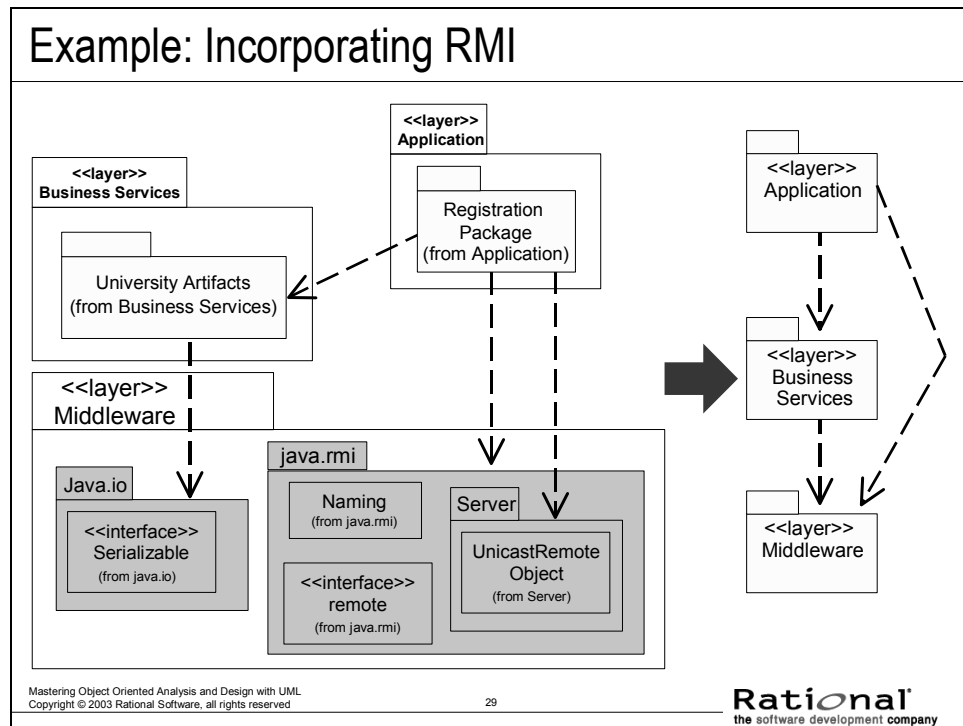 Example: Incorporating RMI
<<layer>>
Business Services
University Artifacts
(from Business Services)
<<layer>>
Application
Registration
Package
(from Application)
<<layer>>
Middleware
Java.io
<<interface>>
Serializable
(from java.io)
java.rmi
Naming
(from java.rmi)
<<interface>>
remote
(from java.rmi)
Server
UnicastRemote
Object
(from Server)
<<layer>>
Application
<<layer>>
Business
Services
<<layer>>
Middleware
Mastering Object Oriented Analysis and Design with UML
Copyright © 2003 Rational Software, all rights reserved
29
Rational
the software development company